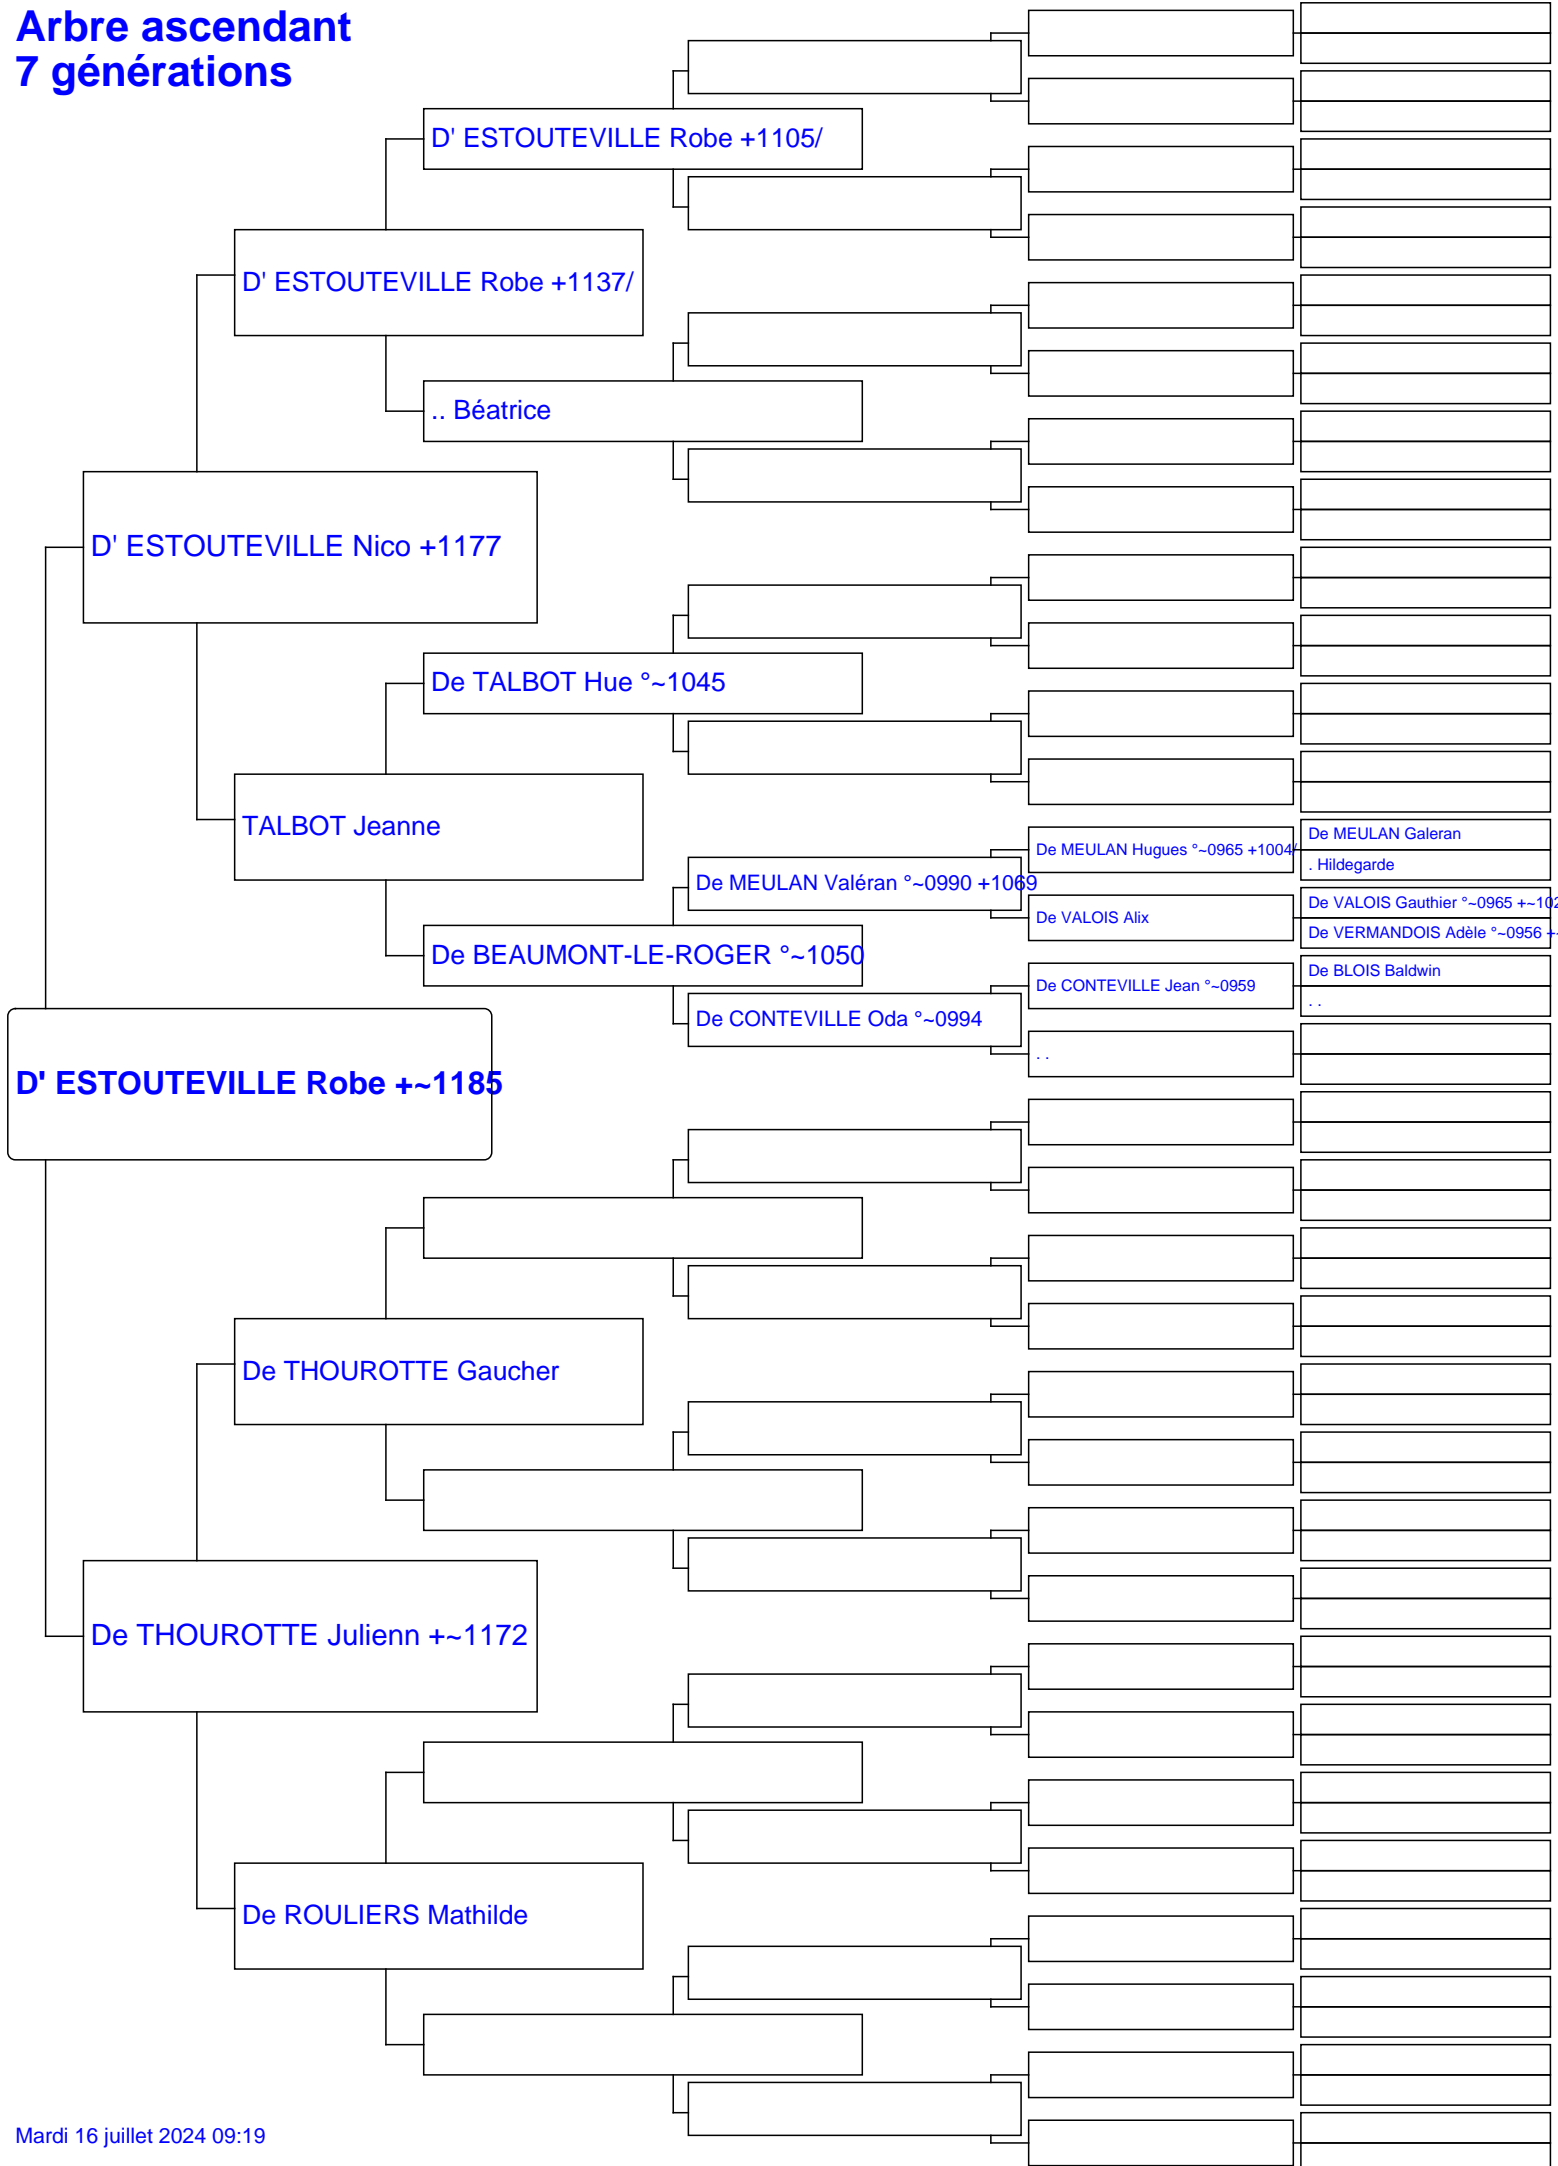 Arbre ascendant
7 générations
D' ESTOUTEVILLE Robe +1105/
D' ESTOUTEVILLE Robe +1137/
.. Béatrice
D' ESTOUTEVILLE Nico +1177
De TALBOT Hue °~1045
TALBOT Jeanne
De MEULAN Galeran
De MEULAN Hugues °~0965 +1004/
. Hildegarde
De MEULAN Valéran °~0990 +1069
De VALOIS Gauthier °~0965 +~102
De VALOIS Alix
De VERMANDOIS Adèle °~0956 +~
De BEAUMONT-LE-ROGER °~1050
De BLOIS Baldwin
De CONTEVILLE Jean °~0959
. .
De CONTEVILLE Oda °~0994
. .
D' ESTOUTEVILLE Robe +~1185
De THOUROTTE Gaucher
De THOUROTTE Julienn +~1172
De ROULIERS Mathilde
Mardi 16 juillet 2024 09:19